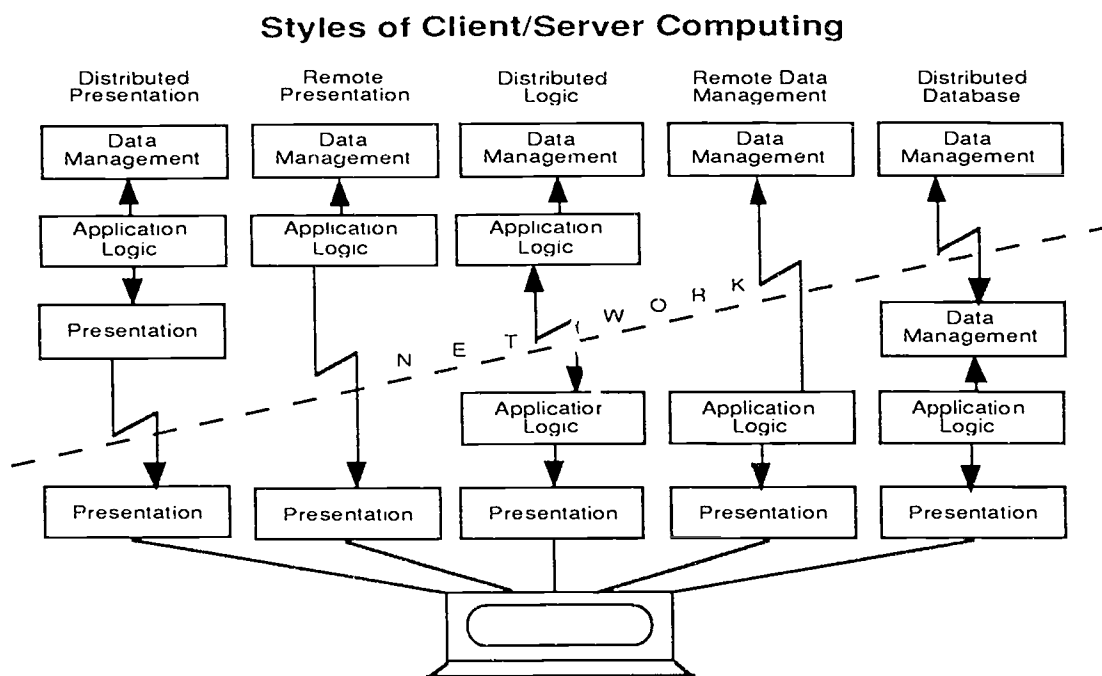 Styles of Client/Server Computing
Distributed
Presentation
Remote
Presentation
Distributed
Logic
Remote Data
Management
Distributed
Database
Data
Management
Data
Management
Data
Management
Data
Management
Data
Management
Application
Logic
Application
Logic
Application
Logic
Presentation
NETWORK
Data
Management
Application
Logic
Application
Logic
Application
Logic
Presentation
Presentation
Presentation
Presentation
Presentation